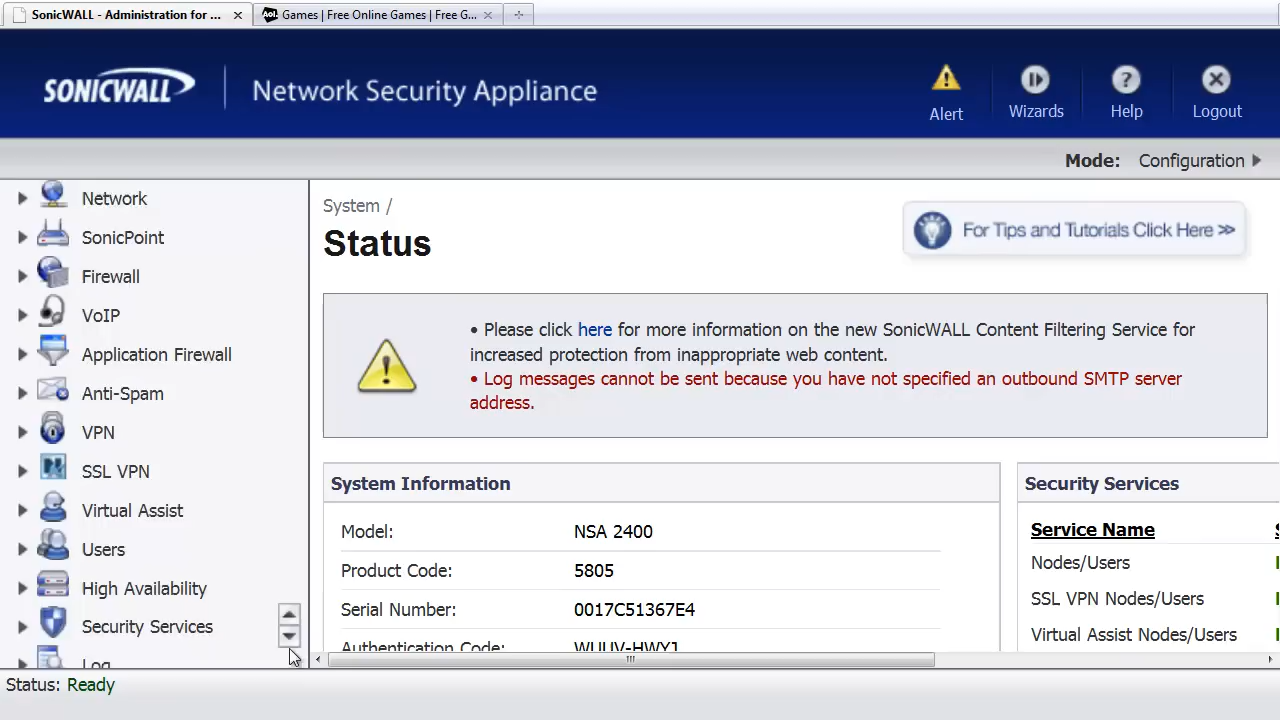 SonicWALL - Administration for ...
Aol. Games | Free Online Games | Free G...
SONICWALL Network Security Appliance
Alert
Wizards
Help
Logout
Mode: Configuration
Network
SonicPoint
Firewall
VoIP
Application Firewall
Anti-Spam
VPN
SSL VPN
Virtual Assist
Users
High Availability
Security Services
Log
System /
Status
For Tips and Tutorials Click Here >>
• Please click here for more information on the new SonicWALL Content Filtering Service for
increased protection from inappropriate web content.
• Log messages cannot be sent because you have not specified an outbound SMTP server
address.
System Information
Model: NSA 2400
Product Code: 5805
Serial Number: 0017C51367E4
Authentication Code:
Security Services
Service Name
Nodes/Users
SSL VPN Nodes/Users
Virtual Assist Nodes/Users
Status: Ready